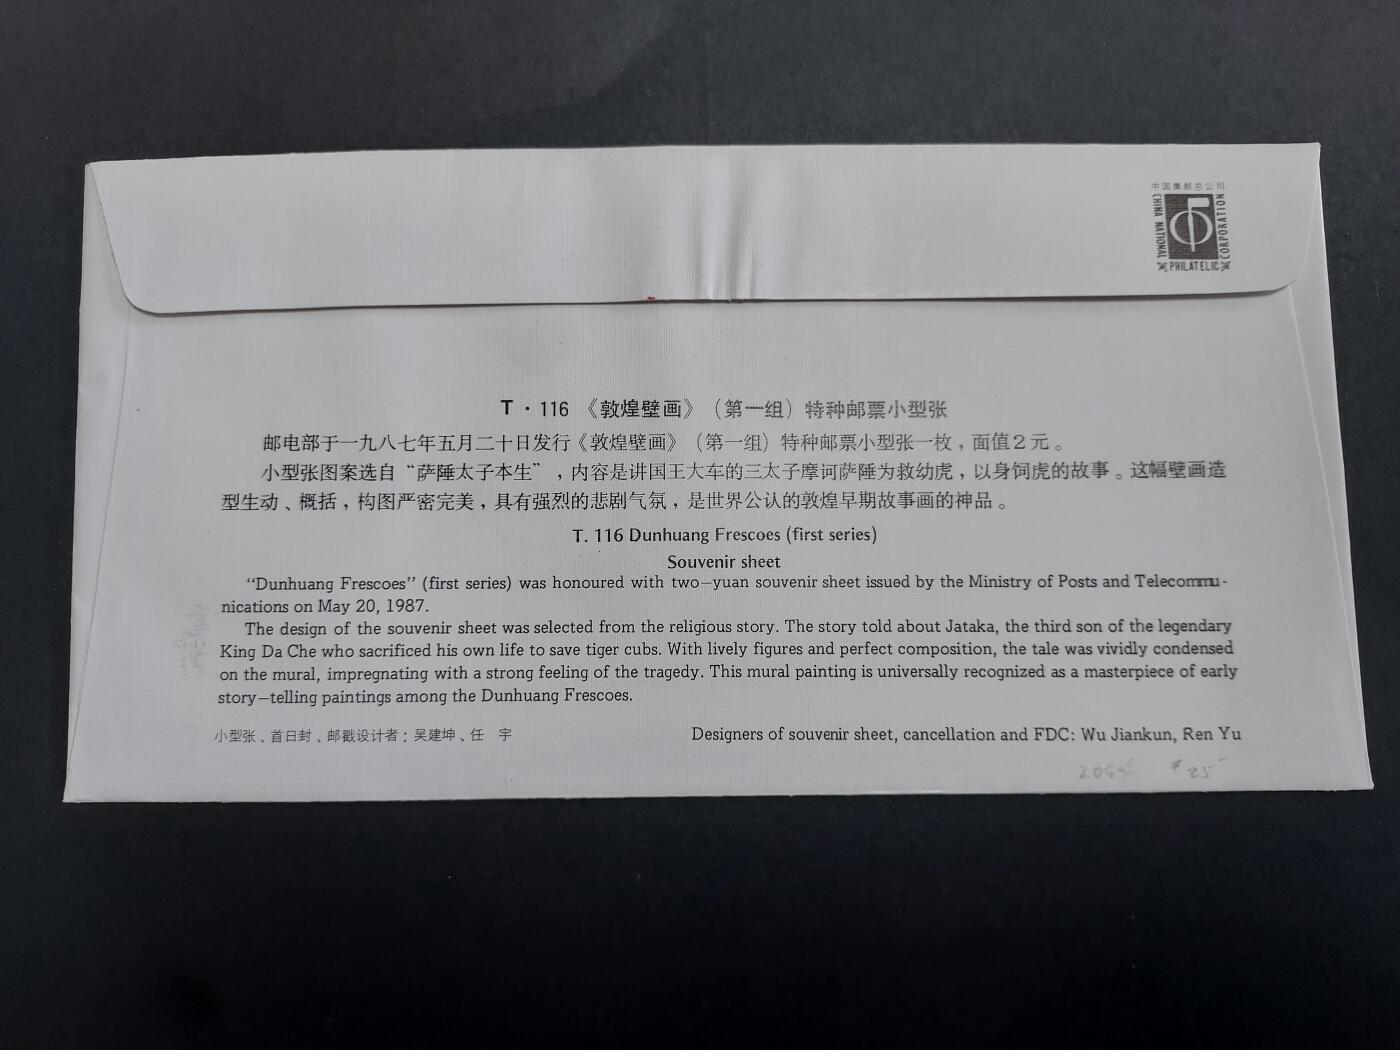 中国集邮总公司
CHINA NATIONAL
PHILATELIC
CORPORATION
T·116 《敦煌壁画》（第一组）特种邮票小型张
邮电部于一九八七年五月二十日发行《敦煌壁画》（第一组）特种邮票小型张一枚，面值2元。
小型张图案选自“萨埵太子本生”，内容是讲国王大车的三太子摩诃萨埵为救幼虎，以身饲虎的故事。这幅壁画造
型生动、概括，构图严密完美，具有强烈的悲剧气氛，是世界公认的敦煌早期故事画的神品。
T. 116 Dunhuang Frescoes (first series)
Souvenir sheet
“Dunhuang Frescoes” (first series) was honoured with two-yuan souvenir sheet issued by the Ministry of Posts and Telecommu-
nications on May 20, 1987.
The design of the souvenir sheet was selected from the religious story. The story told about Jataka, the third son of the legendary
King Da Che who sacrificed his own life to save tiger cubs. With lively figures and perfect composition, the tale was vividly condensed
on the mural, impregnating with a strong feeling of the tragedy. This mural painting is universally recognized as a masterpiece of early
story-telling paintings among the Dunhuang Frescoes.
小型张、首日封、邮戳设计者：吴建坤、任 宇
Designers of souvenir sheet, cancellation and FDC: Wu Jiankun, Ren Yu
$25